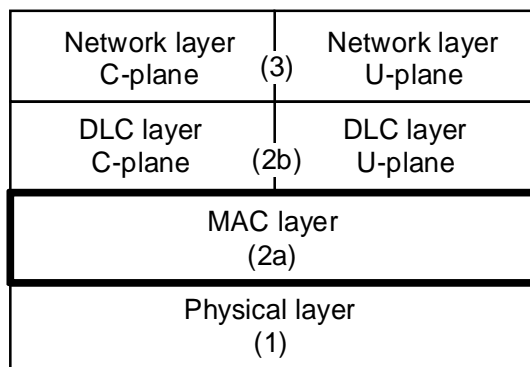 Network layer
C-plane
Network layer
U-plane
(3)
DLC layer
C-plane
DLC layer
U-plane
(2b)
MAC layer
(2a)
Physical layer
(1)